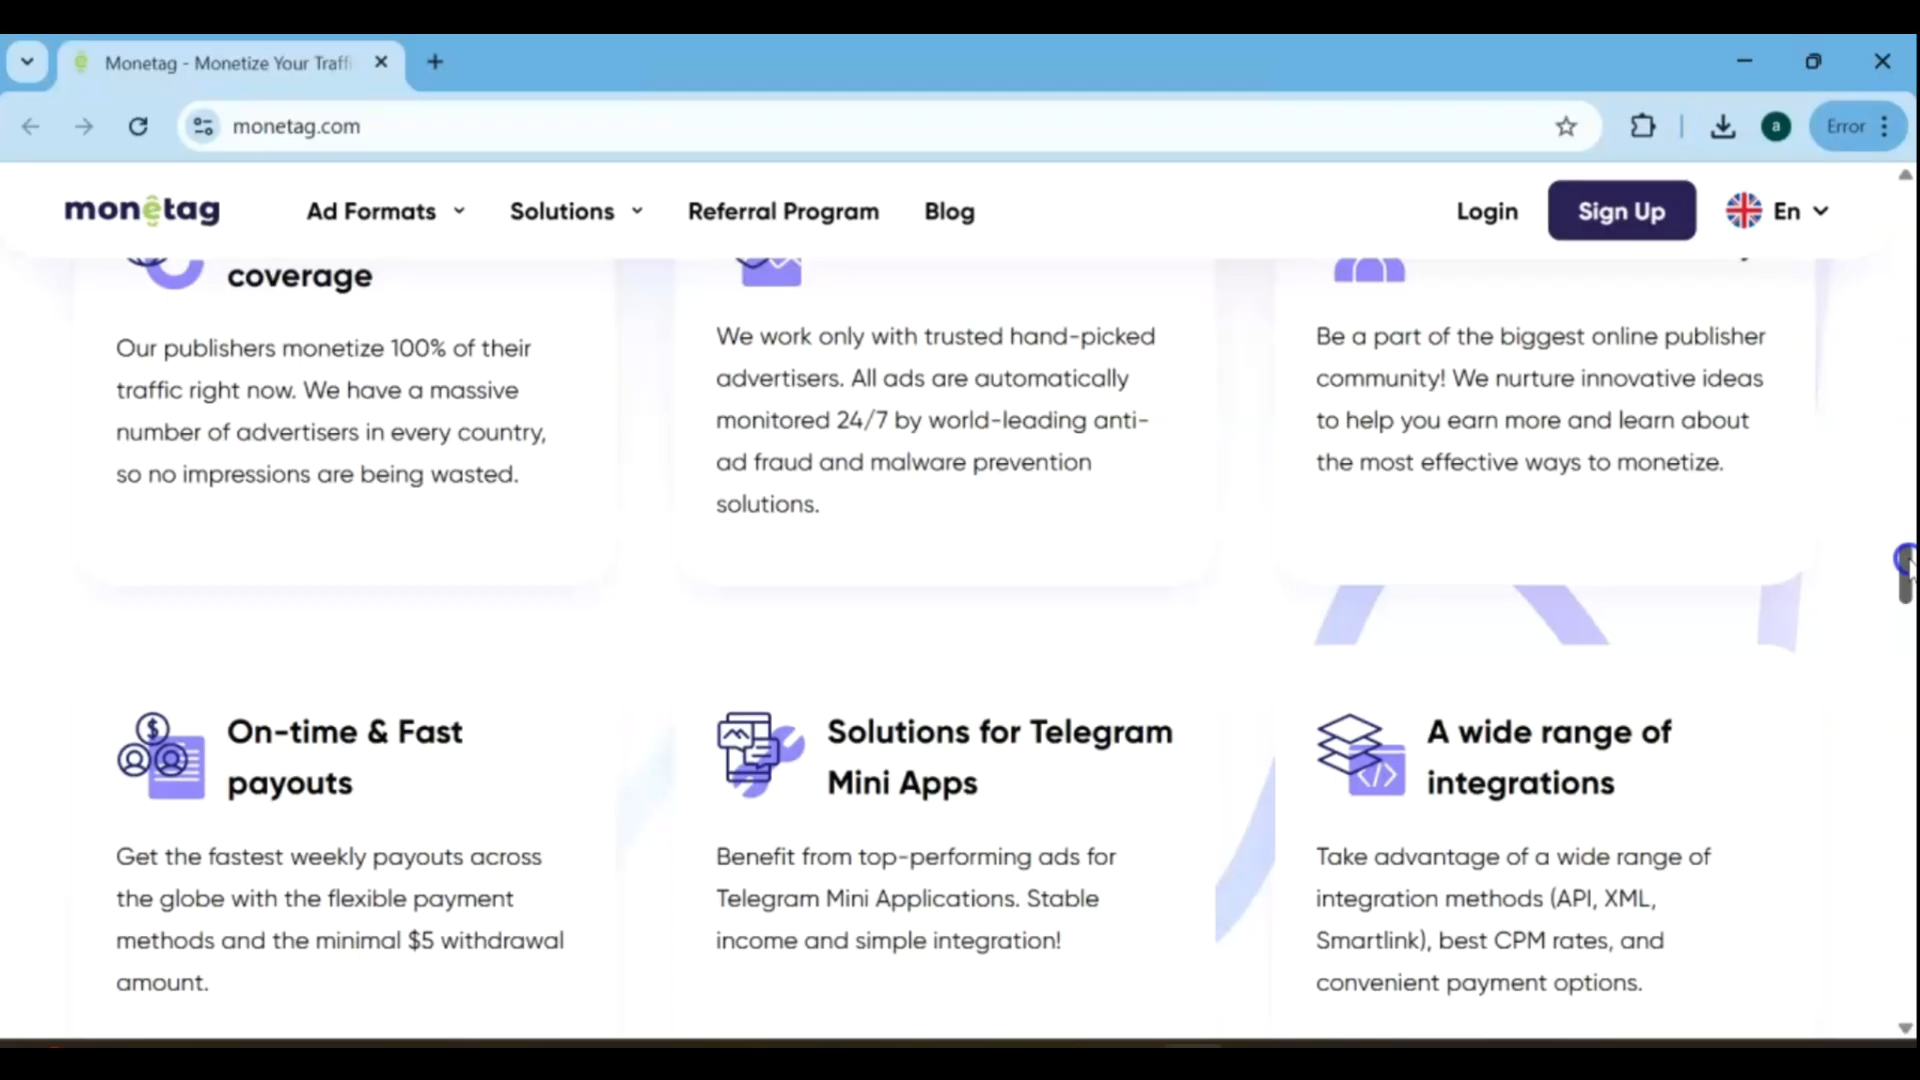 Monetag - Monetize Your Traffi
monetag.com
a
Error
monetag
Ad Formats
Solutions
Referral Program
Blog
Login
Sign Up
En
coverage
Our publishers monetize 100% of their
traffic right now. We have a massive
number of advertisers in every country,
so no impressions are being wasted.
We work only with trusted hand-picked
advertisers. All ads are automatically
monitored 24/7 by world-leading anti-
ad fraud and malware prevention
solutions.
Be a part of the biggest online publisher
community! We nurture innovative ideas
to help you earn more and learn about
the most effective ways to monetize.
On-time & Fast
payouts
Get the fastest weekly payouts across
the globe with the flexible payment
methods and the minimal $5 withdrawal
amount.
Solutions for Telegram
Mini Apps
Benefit from top-performing ads for
Telegram Mini Applications. Stable
income and simple integration!
A wide range of
integrations
Take advantage of a wide range of
integration methods (API, XML,
Smartlink), best CPM rates, and
convenient payment options.